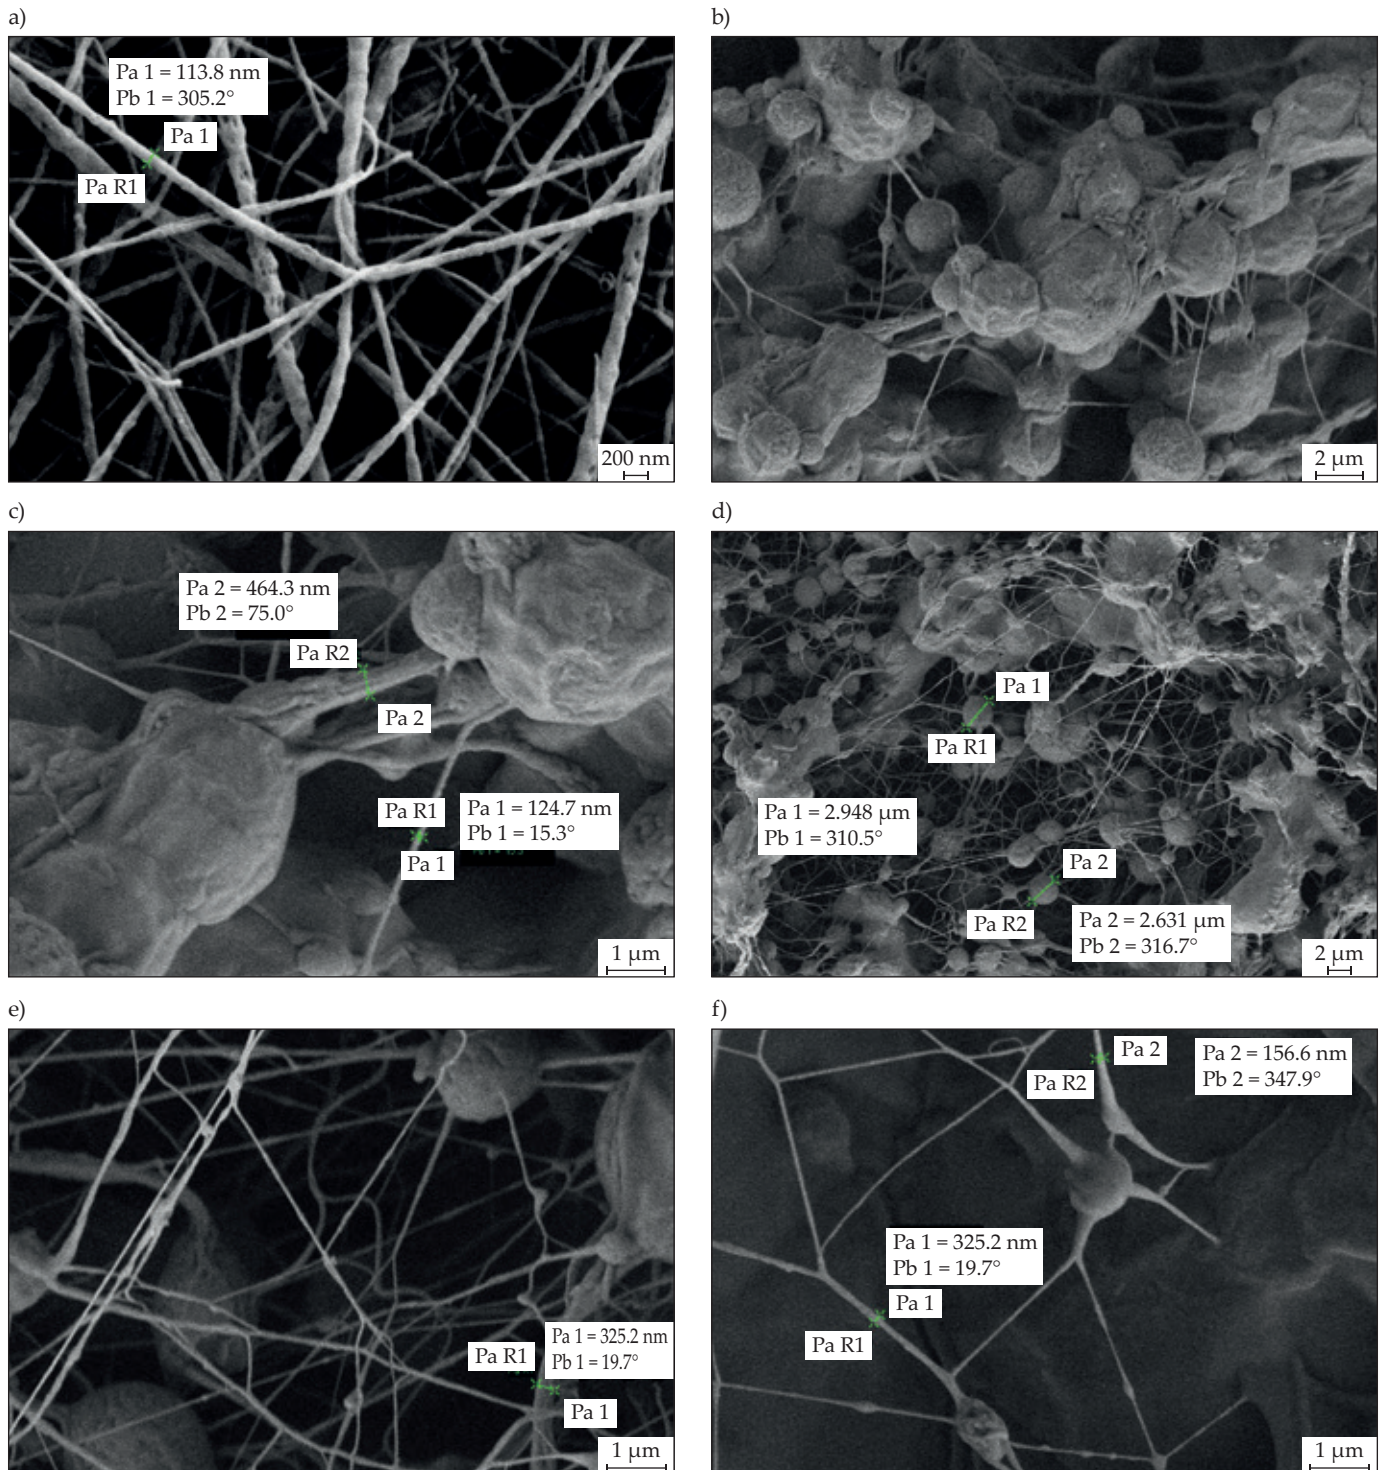 a)
Pa 1 = 113.8 nm
Pb 1 = 305.2°
Pa 1
Pa R1
200 nm
b)
2 µm
c)
Pa 2 = 464.3 nm
Pb 2 = 75.0°
Pa R2
Pa 2
Pa R1
Pa 1 = 124.7 nm
Pb 1 = 15.3°
Pa 1
1 µm
d)
Pa 1
Pa R1
Pa 1 = 2.948 µm
Pb 1 = 310.5°
Pa 2
Pa R2
Pa 2 = 2.631 µm
Pb 2 = 316.7°
2 µm
e)
Pa 1 = 325.2 nm
Pb 1 = 19.7°
Pa R1
Pa 1
1 µm
f)
Pa 2
Pa R2
Pa 2 = 156.6 nm
Pb 2 = 347.9°
Pa 1 = 325.2 nm
Pb 1 = 19.7°
Pa 1
Pa R1
1 µm